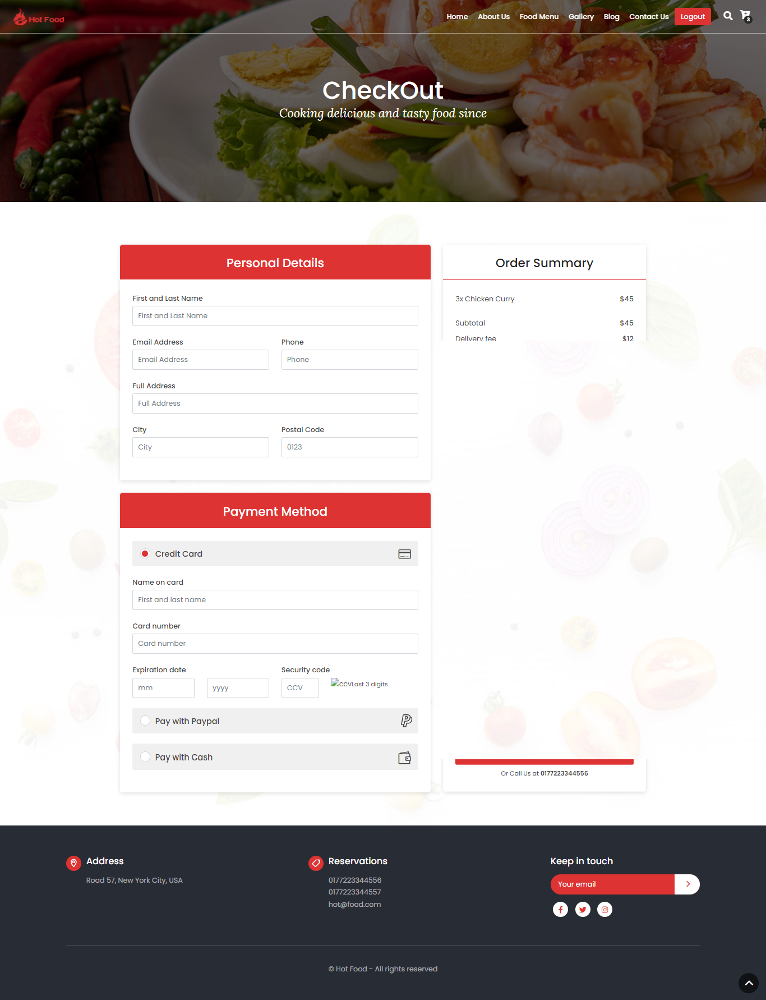 Hot Food
Home About Us Food Menu Gallery Blog Contact Us Logout 3
CheckOut
Cooking delicious and tasty food since
Personal Details
First and Last Name
First and Last Name
Email Address Phone
Email Address Phone
Full Address
Full Address
City Postal Code
City 0123
Payment Method
Credit Card
Name on card
First and last name
Card number
Card number
Expiration date Security code
mm yyyy CCV CCVLast 3 digits
Pay with Paypal
Pay with Cash
Order Summary
3x Chicken Curry $45
Subtotal $45
Delivery fee $12
Or Call Us at 0177223344556
Address
Road 57, New York City, USA
Reservations
0177223344556
0177223344557
hot@food.com
Keep in touch
Your email
© Hot Food - All rights reserved